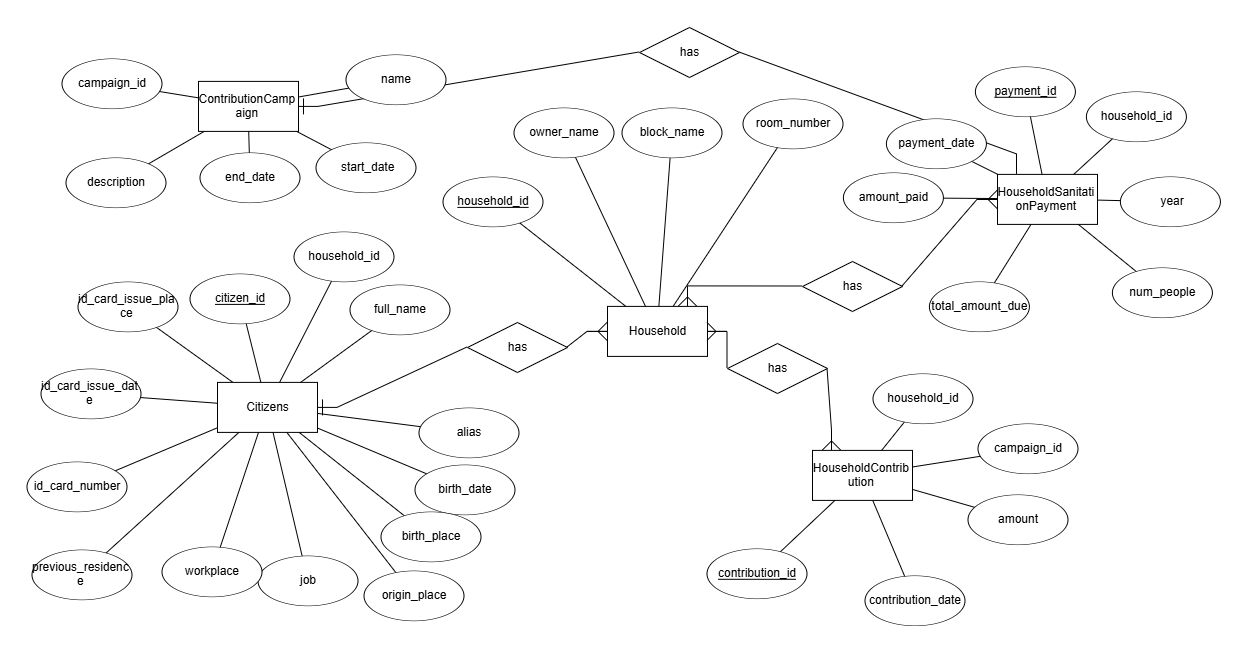 has
name
campaign_id
ContributionCamp
aign
payment_id
household_id
owner_name
block_name
room_number
payment_date
start_date
end_date
description
household_id
amount_paid
HouseholdSanitati
onPayment
year
household_id
id_card_issue_pla
ce
citizen_id
full_name
has
num_people
total_amount_due
Household
has
has
id_card_issue_dat
e
Citizens
household_id
alias
campaign_id
HouseholdContrib
ution
id_card_number
birth_date
amount
birth_place
previous_residenc
e
workplace
job
origin_place
contribution_id
contribution_date